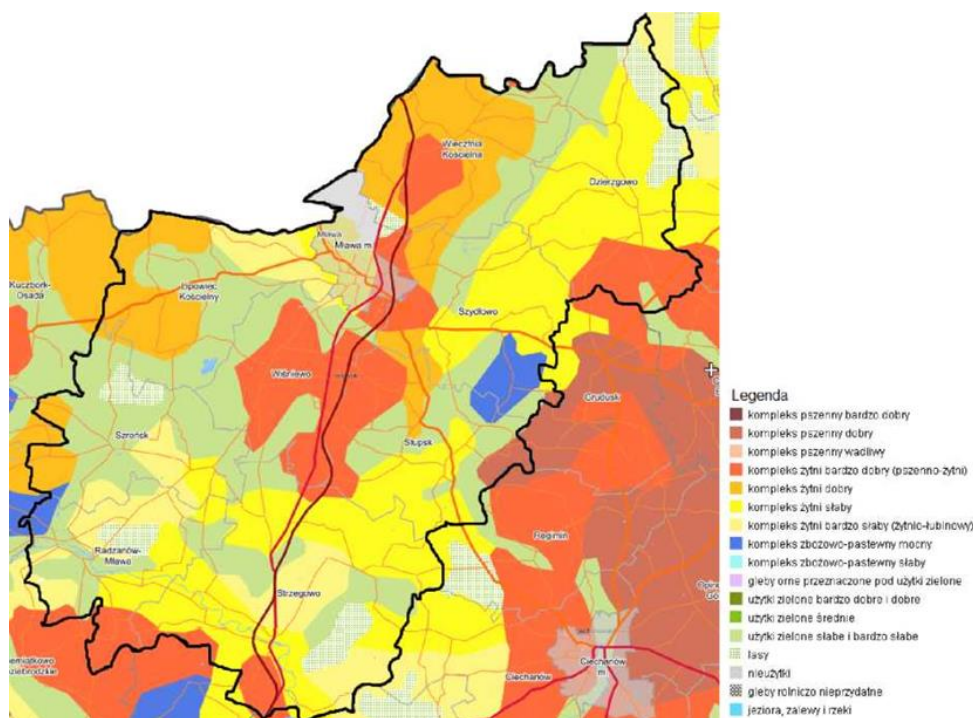 Wieczfnia
Kościelna
Dzierzgowo
Mława
Mława m.
Kuczbork-
Osada
Lipowiec
Kościelny
Szydłowo
Wiśniewo
Grudusk
Szreńsk
Stupsk
Regimin
Radzanów-
Mława
Strzegowo
Ciechanów
m.
Ciechanów
Legenda
kompleks pszenny bardzo dobry
kompleks pszenny dobry
kompleks pszenny wadliwy
kompleks żytni bardzo dobry (pszenno-żytni)
kompleks żytni dobry
kompleks żytni słaby
kompleks żytni bardzo słaby (żytnio-łubinowy)
kompleks zbożowo-pastewny mocny
kompleks zbożowo-pastewny słaby
gleby orne przeznaczone pod użytki zielone
użytki zielone bardzo dobre i dobre
użytki zielone średnie
użytki zielone słabe i bardzo słabe
lasy
nieużytki
gleby rolniczo nieprzydatne
jeziora, zalewy i rzeki